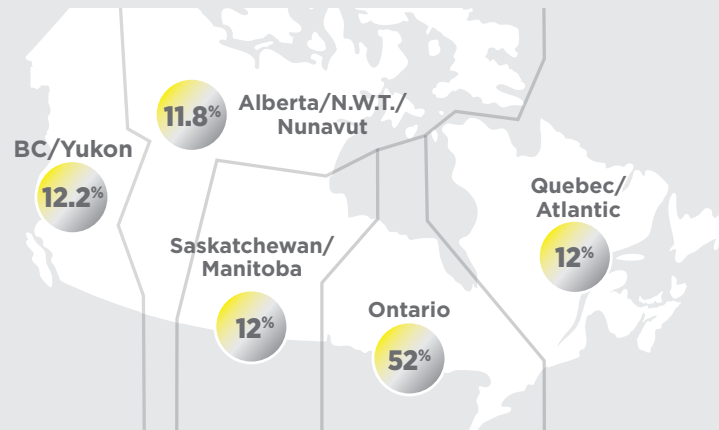 Alberta/N.W.T./
Nunavut
11.8%
BC/Yukon
12.2%
Quebec/
Atlantic
12%
Saskatchewan/
Manitoba
12%
Ontario
52%